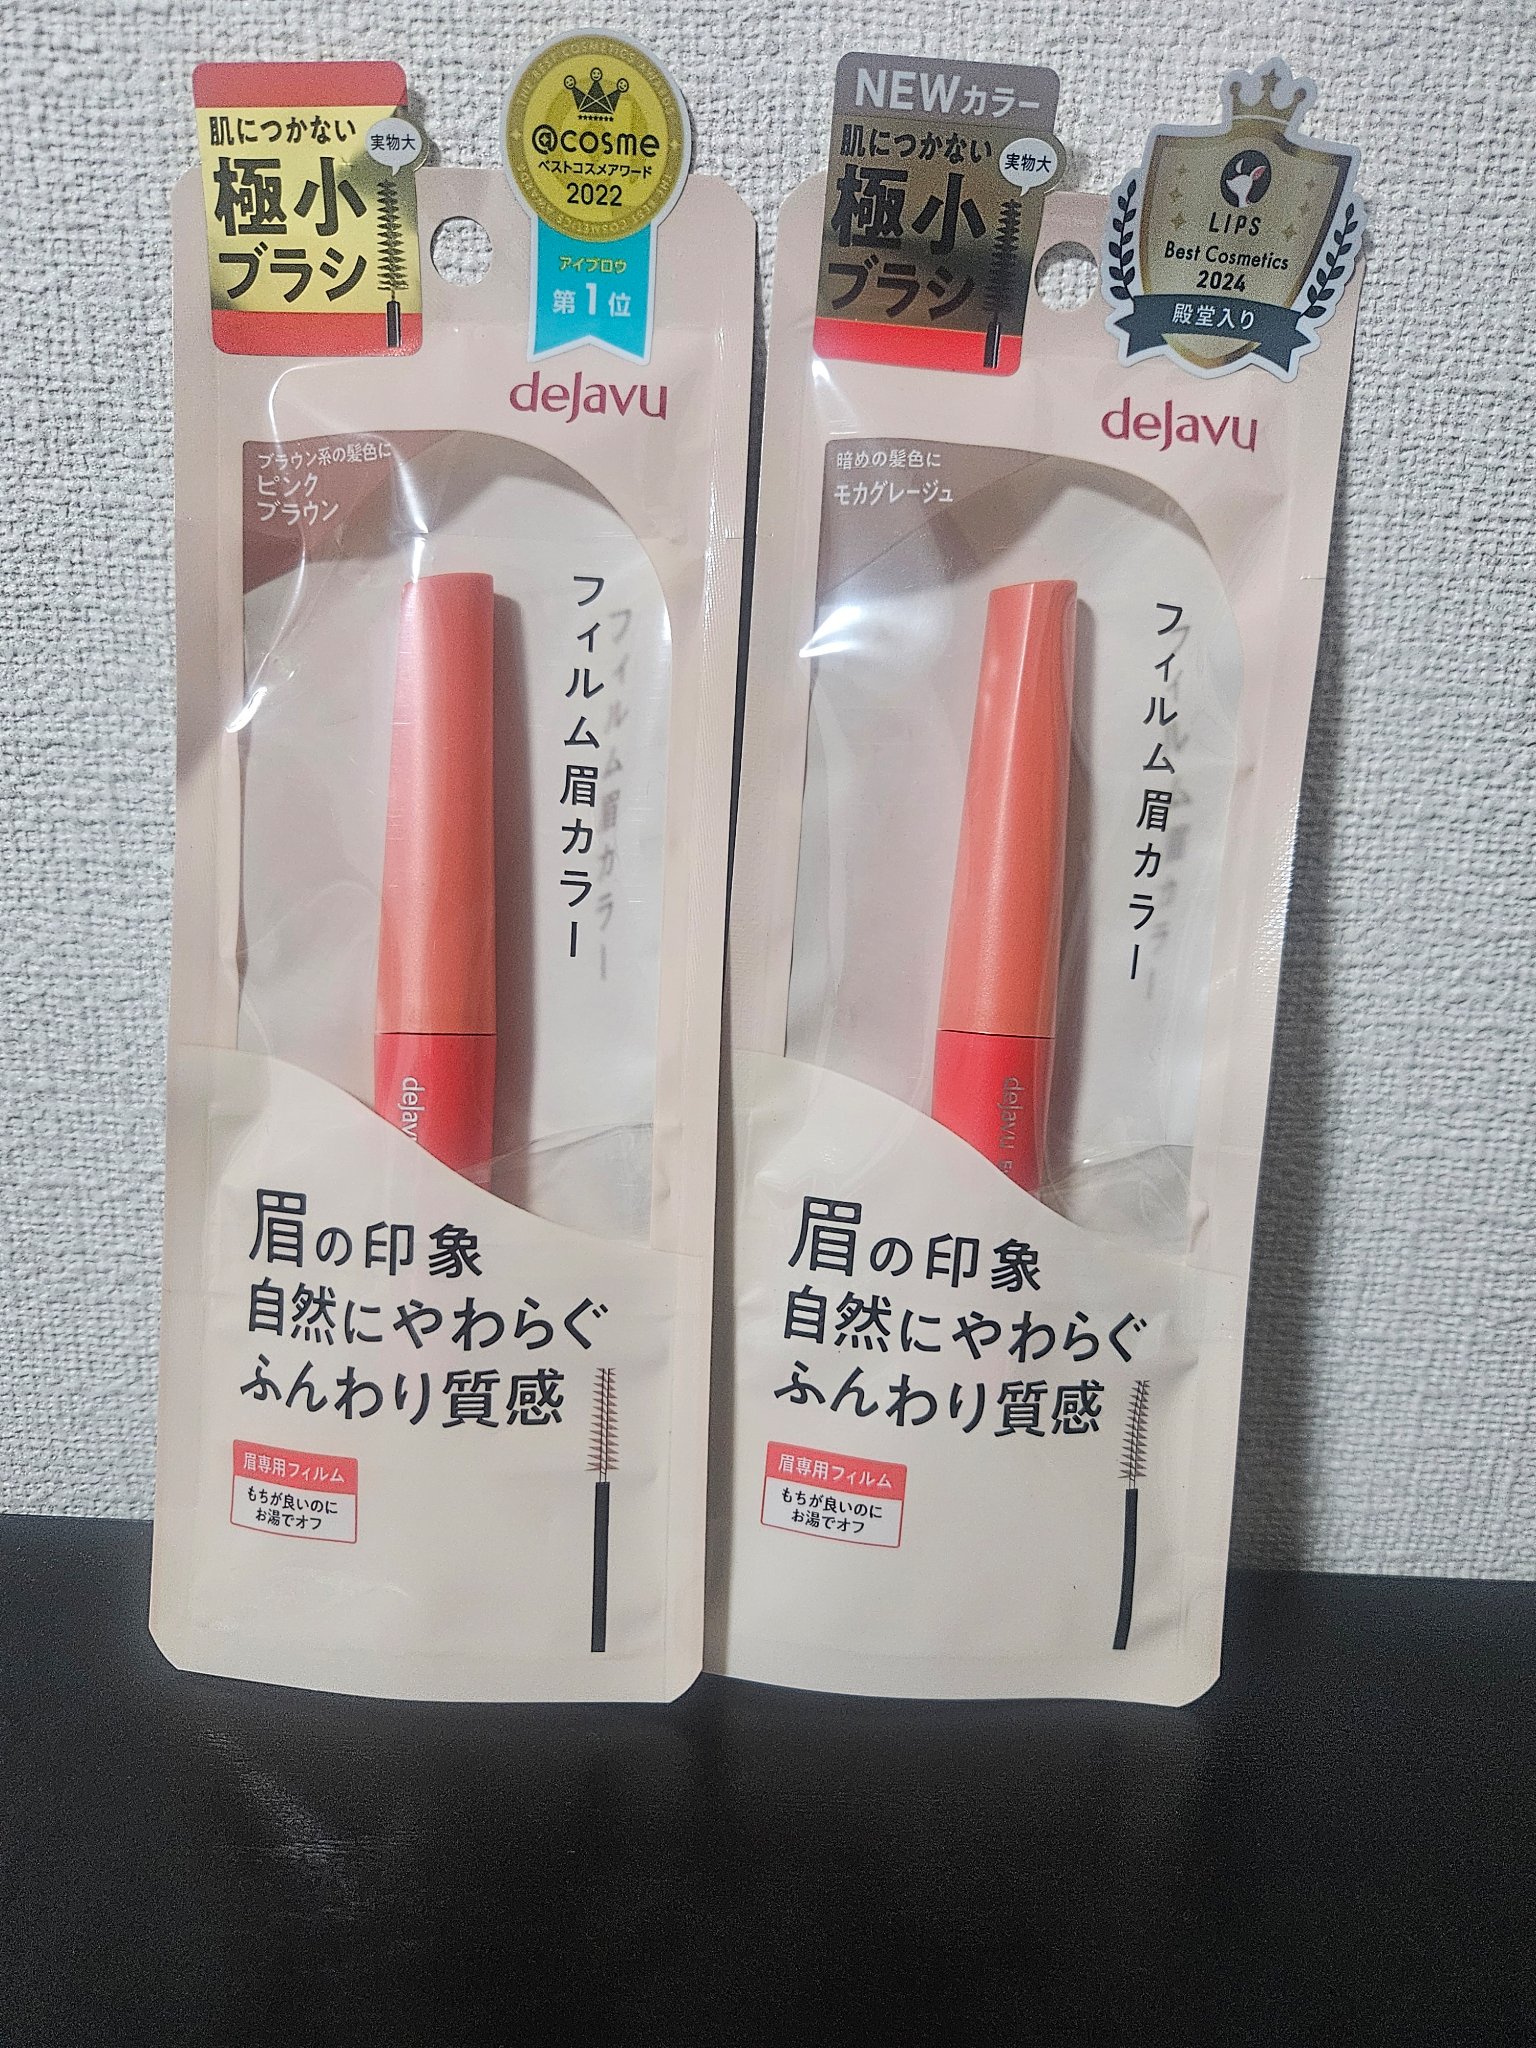 肌につかない
実物大
極小
ブラシ
@cosme
ベストコスメアワード
2022
アイブロウ
第1位
dejavu
ブラウン系の髪色に
ピンク
ブラウン
フィルム眉カラー
dejavu
眉の印象
自然にやわらぐ
ふんわり質感
眉専用フィルム
もちが良いのに
お湯でオフ
NEWカラー
肌につかない
実物大
極小
ブラシ
LIPS
Best Cosmetics
2024
殿堂入り
dejavu
暗めの髪色に
モカグレージュ
フィルム眉カラー
dejavu
眉の印象
自然にやわらぐ
ふんわり質感
眉専用フィルム
もちが良いのに
お湯でオフ